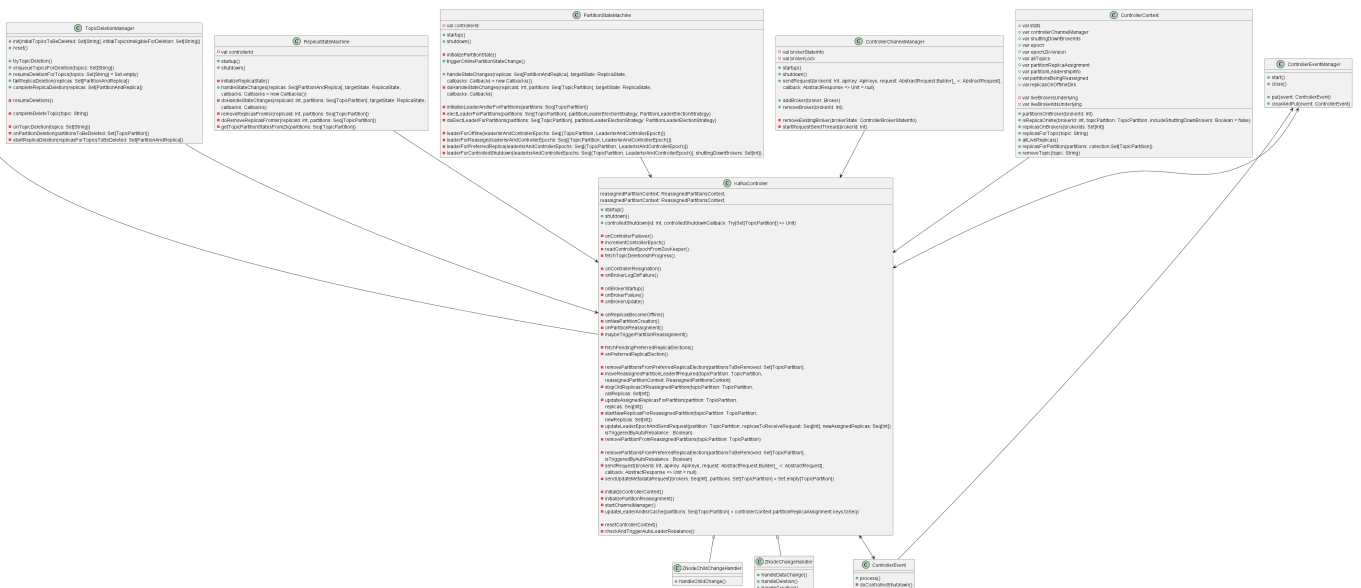 TopicDeletionManager
init(initialTopicsToBeDeleted: Set[String], initialTopicsIneligibleForDeletion: Set[String])
reset()
tryTopicDeletion()
enqueueTopicsForDeletion(topics: Set[String])
resumeDeletionForTopics(topics: Set[String] = Set.empty)
failReplicaDeletion(replicas: Set[PartitionAndReplica])
completeReplicaDeletion(replicas: Set[PartitionAndReplica])
resumeDeletions()
completeDeleteTopic(topic: String)
onTopicDeletion(topics: Set[String])
onPartitionDeletion(partitionsToBeDeleted: Set[TopicPartition])
startReplicaDeletion(replicasForTopicsToBeDeleted: Set[PartitionAndReplica])
ReplicaStateMachine
val controllerId
startup()
shutdown()
initializeReplicaState()
handleStateChanges(replicas: Seq[PartitionAndReplica], targetState: ReplicaState,
callbacks: Callbacks = new Callbacks())
doHandleStateChanges(replicaId: Int, partitions: Seq[TopicPartition], targetState: ReplicaState,
callbacks: Callbacks)
removeReplicasFromIsr(replicaId: Int, partitions: Seq[TopicPartition])
doRemoveReplicasFromIsr(replicaId: Int, partitions: Seq[TopicPartition])
getTopicPartitionStatesFromZk(partitions: Seq[TopicPartition])
PartitionStateMachine
val controllerId
startup()
shutdown()
initializePartitionState()
triggerOnlinePartitionStateChange()
handleStateChanges(replicas: Seq[PartitionAndReplica], targetState: ReplicaState,
callbacks: Callbacks = new Callbacks())
doHandleStateChanges(replicaId: Int, partitions: Seq[TopicPartition], targetState: ReplicaState,
callbacks: Callbacks)
initializeLeaderAndIsrForPartitions(partitions: Seq[TopicPartition])
electLeaderForPartitions(partitions: Seq[TopicPartition], partitionLeaderElectionStrategy: PartitionLeaderElectionStrategy)
doElectLeaderForPartitions(partitions: Seq[TopicPartition], partitionLeaderElectionStrategy: PartitionLeaderElectionStrategy)
leaderForOffline(leaderIsrAndControllerEpochs: Seq[(TopicPartition, LeaderIsrAndControllerEpoch)])
leaderForReassign(leaderIsrAndControllerEpochs: Seq[(TopicPartition, LeaderIsrAndControllerEpoch)])
leaderForPreferredReplica(leaderIsrAndControllerEpochs: Seq[(TopicPartition, LeaderIsrAndControllerEpoch)])
leaderForControlledShutdown(leaderIsrAndControllerEpochs: Seq[(TopicPartition, LeaderIsrAndControllerEpoch)], shuttingDownBrokers: Set[Int])
ControllerChannelManager
val brokerStateInfo
val brokerLock
startup()
shutdown()
sendRequest(brokerId: Int, apiKey: ApiKeys, request: AbstractRequest.Builder[_ <: AbstractRequest],
callback: AbstractResponse => Unit = null)
addBroker(broker: Broker)
removeBroker(brokerId: Int)
removeExistingBroker(brokerState: ControllerBrokerStateInfo)
startRequestSendThread(brokerId: Int)
ControllerContext
val stats
var controllerChannelManager
var shuttingDownBrokerIds
var epoch
var epochZkVersion
var allTopics
var partitionReplicaAssignment
var partitionLeadershipInfo
val partitionsBeingReassigned
val replicasOnOfflineDirs
var liveBrokersUnderlying
var liveBrokerIdsUnderlying
partitionsOnBroker(brokerId: Int)
isReplicaOnline(brokerId: Int, topicPartition: TopicPartition, includeShuttingDownBrokers: Boolean = false)
replicasOnBrokers(brokerIds: Set[Int])
replicasForTopic(topic: String)
allLiveReplicas()
replicasForPartition(partitions: collection.Set[TopicPartition])
removeTopic(topic: String)
ControllerEventManager
start()
close()
put(event: ControllerEvent)
clearAndPut(event: ControllerEvent)
KafkaController
reassignedPartitionContext: ReassignedPartitionsContext,
reassignedPartitionContext: ReassignedPartitionsContext,
startup()
shutdown()
controlledShutdown(id: Int, controlledShutdownCallback: Try[Set[TopicPartition]] => Unit)
onControllerFailover()
incrementControllerEpoch()
readControllerEpochFromZooKeeper()
fetchTopicDeletionsInProgress()
onControllerResignation()
onBrokerLogDirFailure()
onBrokerStartup()
onBrokerFailure()
onBrokerUpdate()
onReplicasBecomeOffline()
onNewPartitionCreation()
onPartitionReassignment()
maybeTriggerPartitionReassignment()
fetchPendingPreferredReplicaElections()
onPreferredReplicaElection()
removePartitionsFromPreferredReplicaElection(partitionsToBeRemoved: Set[TopicPartition],
moveReassignedPartitionLeaderIfRequired(topicPartition: TopicPartition,
reassignedPartitionContext: ReassignedPartitionsContext)
stopOldReplicasOfReassignedPartition(topicPartition: TopicPartition,
oldReplicas: Set[Int])
updateAssignedReplicasForPartition(partition: TopicPartition,
replicas: Seq[Int])
startNewReplicasForReassignedPartition(topicPartition: TopicPartition,
newReplicas: Set[Int])
updateLeaderEpochAndSendRequest(partition: TopicPartition, replicasToReceiveRequest: Seq[Int], newAssignedReplicas: Seq[Int])
isTriggeredByAutoRebalance : Boolean)
removePartitionFromReassignedPartitions(topicPartition: TopicPartition)
removePartitionsFromPreferredReplicaElection(partitionsToBeRemoved: Set[TopicPartition],
isTriggeredByAutoRebalance : Boolean)
sendRequest(brokerId: Int, apiKey: ApiKeys, request: AbstractRequest.Builder[_ <: AbstractRequest],
callback: AbstractResponse => Unit = null)
sendUpdateMetadataRequest(brokers: Seq[Int], partitions: Set[TopicPartition] = Set.empty[TopicPartition])
initializeControllerContext()
initializePartitionReassignment()
startChannelManager()
updateLeaderAndIsrCache(partitions: Seq[TopicPartition] = controllerContext.partitionReplicaAssignment.keys.toSeq)
resetControllerContext()
checkAndTriggerAutoLeaderRebalance()
ZNodeChildChangeHandler
handleChildChange()
ZNodeChangeHandler
handleDataChange()
handleDeletion()
ControllerEvent
process()
doControlledShutdown()